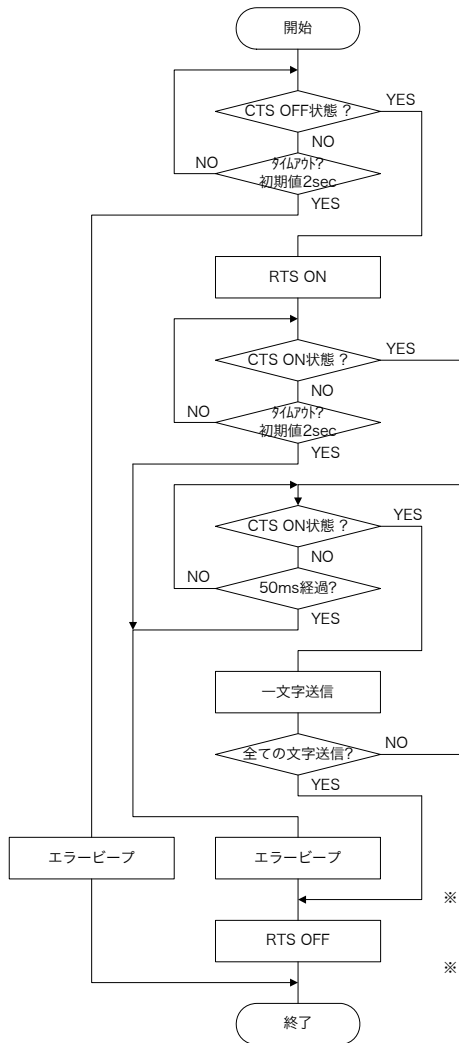 開始
CTS OFF状態 ?
YES
NO
NO
ﾀｲﾑｱｳﾄ?
初期値2sec
YES
RTS ON
CTS ON状態 ?
YES
NO
NO
ﾀｲﾑｱｳﾄ?
初期値2sec
YES
CTS ON状態 ?
YES
NO
NO
50ms経過?
YES
一文字送信
全ての文字送信?
NO
YES
エラービープ
エラービープ
※
RTS OFF
※
終了